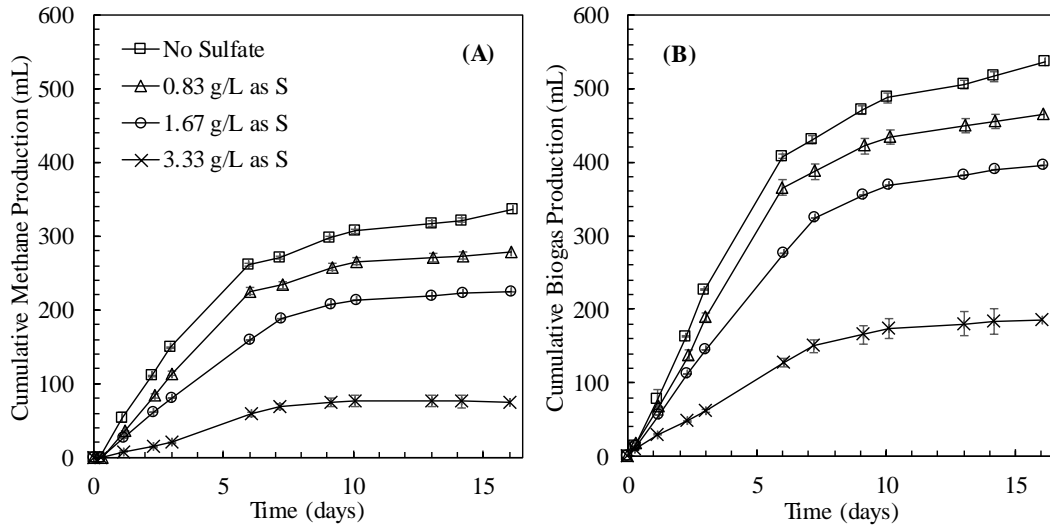 Cumulative Methane Production (mL)
600
500
400
300
200
100
0
(A)
No Sulfate
0.83 g/L as S
1.67 g/L as S
3.33 g/L as S
0 5 10 15
Time (days)
Cumulative Biogas Production (mL)
600
500
400
300
200
100
0
(B)
0 5 10 15
Time (days)